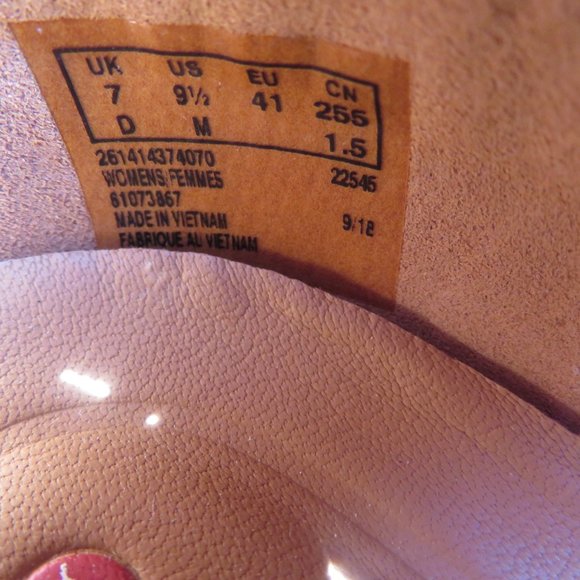 UK US EU CN
7 9½ 41 255
D M 1.5
261414374070
WOMENS/FEMMES 22545
61073867
MADE IN VIETNAM 9/18
FABRIQUE AU VIETNAM